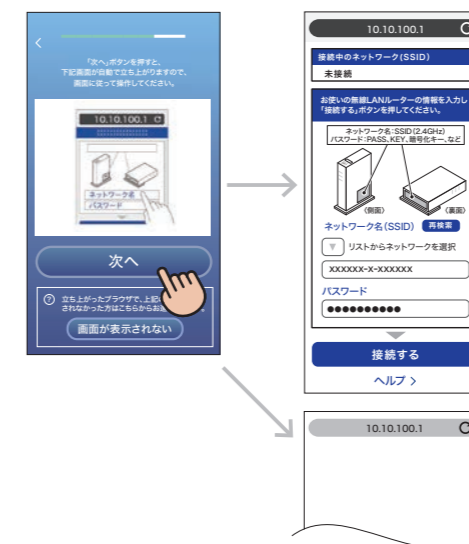 「次へ」ボタンを押すと、
下記画面が自動で立ち上がりますので、
画面に従って操作してください。
10.10.100.1
ネットワーク名
パスワード
次へ
立ち上がったブラウザで、上記の
されなかった方はこちらからお
画面が表示されない
10.10.100.1
接続中のネットワーク(SSID)
未接続
お使いの無線LANルーターの情報を入力し
「接続する」ボタンを押してください。
ネットワーク名:SSID(2.4GHz)
パスワード:PASS、KEY、暗号化キー、など
(側面)
(裏面)
ネットワーク名(SSID) 再検索
▼ リストからネットワークを選択
xxxxxx-x-xxxxxx
パスワード
●●●●●●●●●●
接続する
ヘルプ >
10.10.100.1